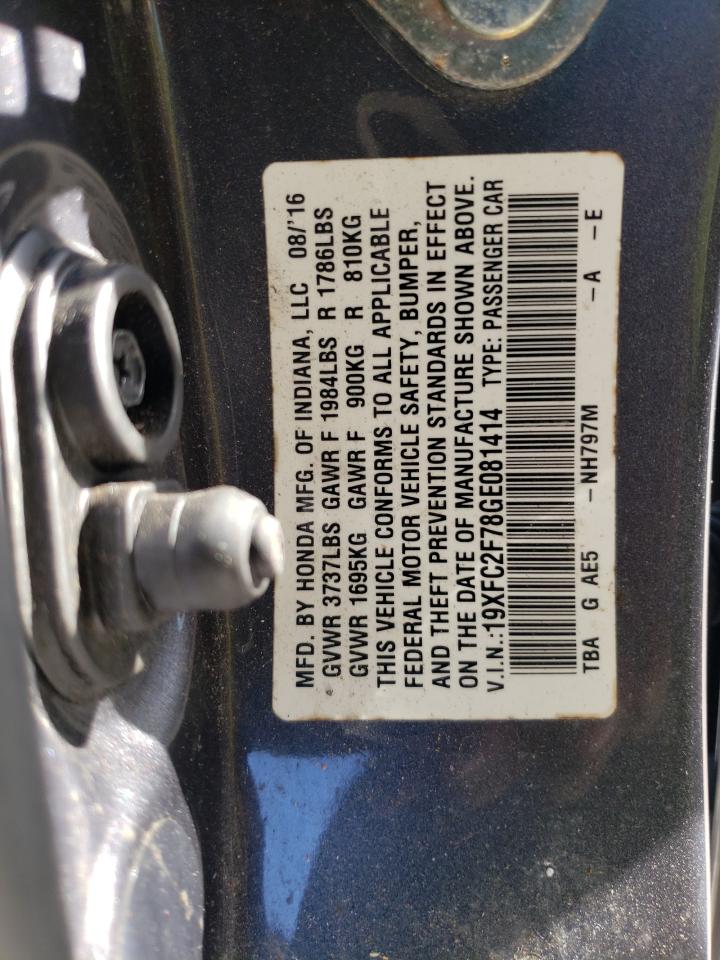 MFD. BY HONDA MFG. OF INDIANA, LLC 08/'16
GVWR 3737LBS GAWR F 1984LBS R 1786LBS
GVWR 1695KG GAWR F 900KG R 810KG
THIS VEHICLE CONFORMS TO ALL APPLICABLE
FEDERAL MOTOR VEHICLE SAFETY, BUMPER,
AND THEFT PREVENTION STANDARDS IN EFFECT
ON THE DATE OF MANUFACTURE SHOWN ABOVE.
V.I.N.:19XFC2F78GE081414 TYPE: PASSENGER CAR
TBA G AE5 -NH797M -A -E